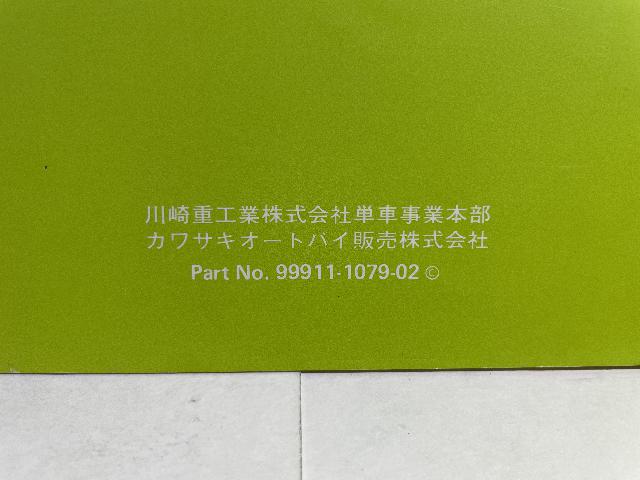 川崎重工業株式会社単車事業本部
カワサキオートバイ販売株式会社
Part No. 99911-1079-02 ©